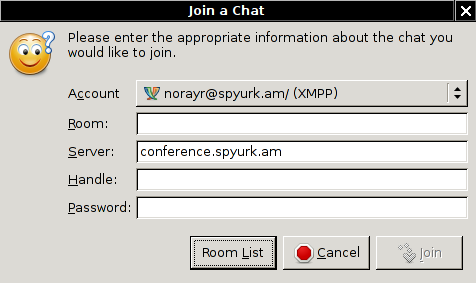 Join a Chat
Please enter the appropriate information about the chat you
would like to join.
Account norayr@spyurk.am/ (XMPP)
Room:
Server: conference.spyurk.am
Handle:
Password:
Room List Cancel Join